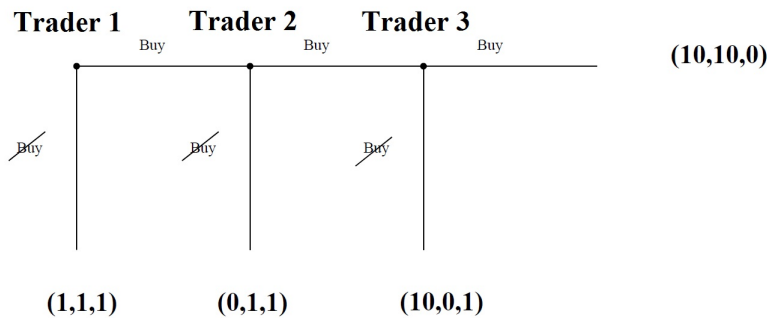 Trader 1 Trader 2 Trader 3
Buy Buy Buy
(10,10,0)
Buy Buy Buy
(1,1,1) (0,1,1) (10,0,1)